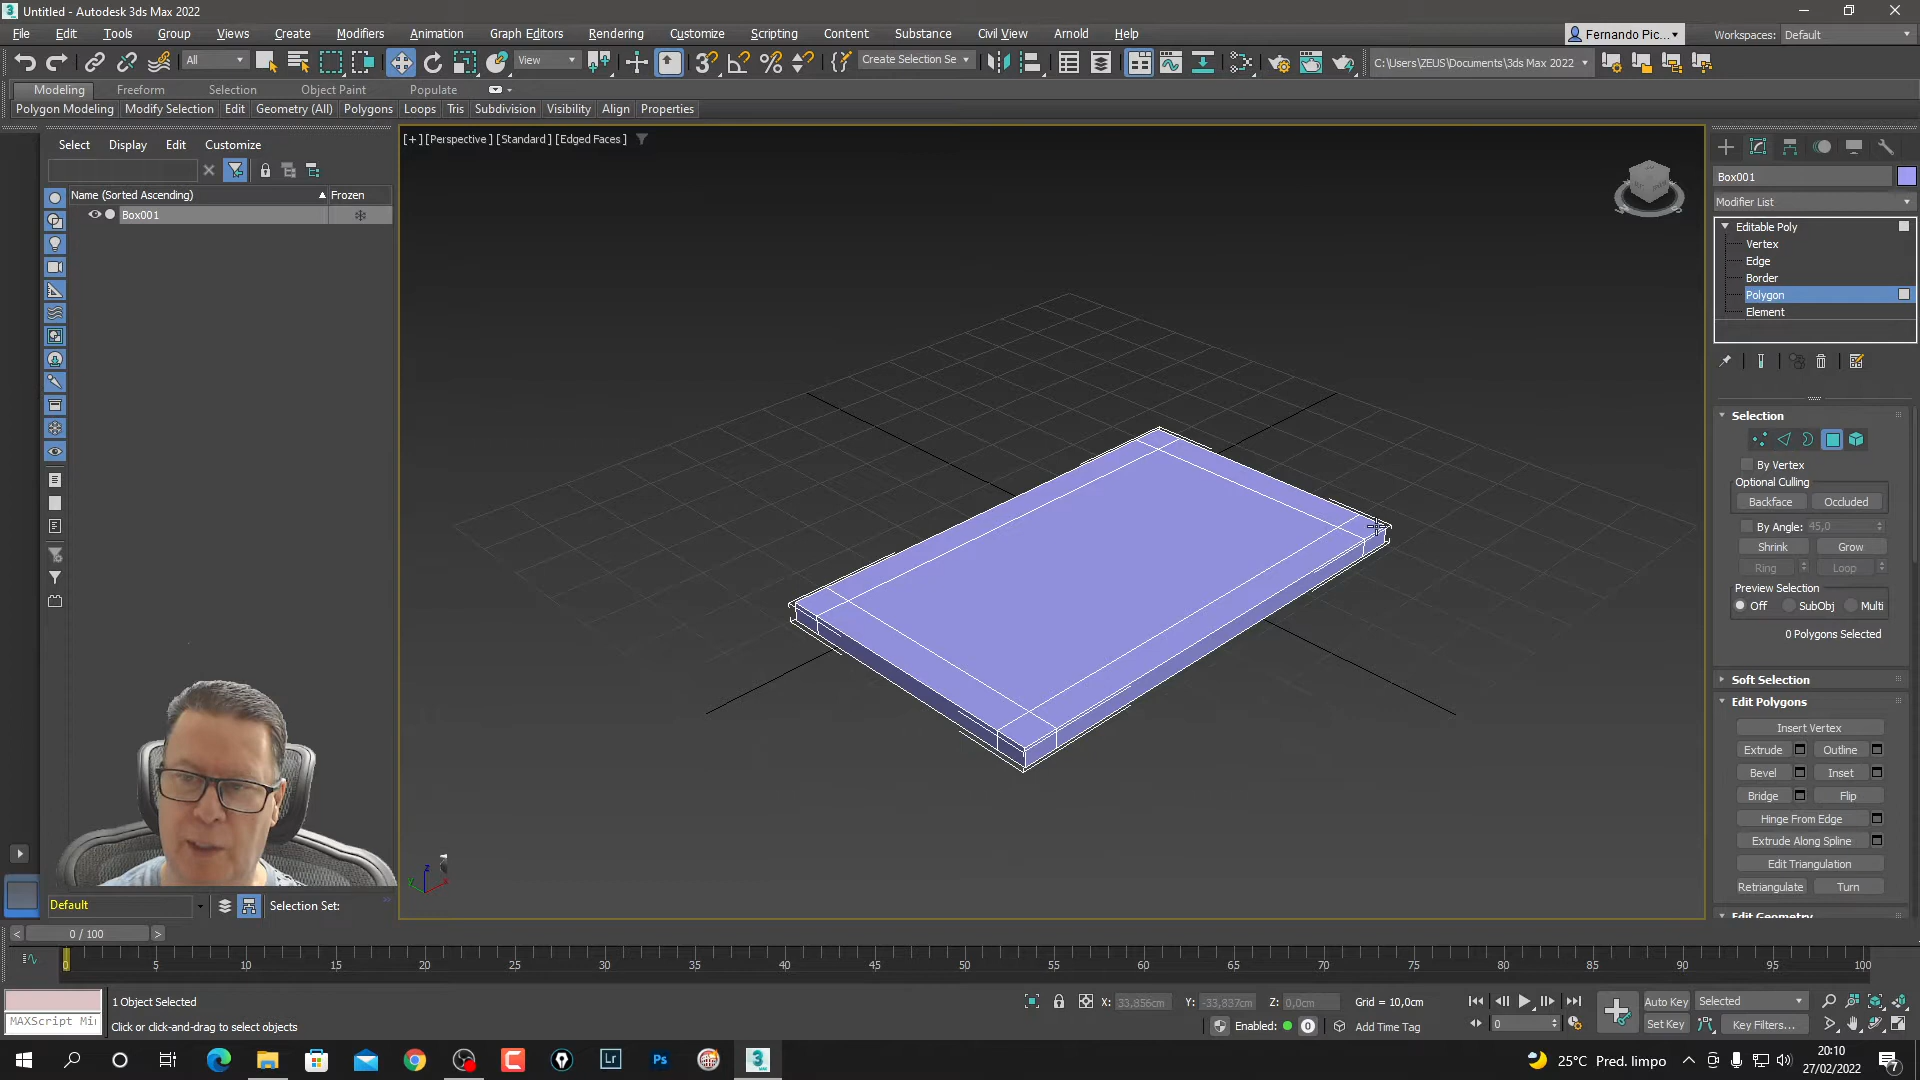 Untitled - Autodesk 3ds Max 2022
File Edit Tools Group Views Create Modifiers Animation Graph Editors Rendering Customize Scripting Content Substance Civil View Arnold Help
Fernando Pic... Workspaces: Default
All View Create Selection Se C:\Users\ZEUS\Documents\3ds Max 2022
Modeling Freeform Selection Object Paint Populate
Polygon Modeling Modify Selection Edit Geometry (All) Polygons Loops Tris Subdivision Visibility Align Properties
Select Display Edit Customize
[+] [Perspective] [Standard] [Edged Faces]
Name (Sorted Ascending) Frozen
Box001
Box001
Modifier List
Editable Poly
Vertex
Edge
Border
Polygon
Element
Selection
By Vertex
Optional Culling
Backface Occluded
By Angle: 45,0
Shrink Grow
Ring Loop
Preview Selection
Off SubObj Multi
0 Polygons Selected
Soft Selection
Edit Polygons
Insert Vertex
Extrude Outline
Bevel Inset
Bridge Flip
Hinge From Edge
Extrude Along Spline
Edit Triangulation
Retriangulate Turn
Edit Geometry
Default Selection Set:
0 / 100
0 5 10 15 20 25 30 35 40 45 50 55 60 65 70 75 80 85 90 95 100
1 Object Selected
X: 33,856cm Y: -33,837cm Z: 0,0cm Grid = 10,0cm
Auto Key Selected
MAXScript Mi
Click or click-and-drag to select objects
Enabled: Add Time Tag
0
Set Key Key Filters...
25°C Pred. limpo
20:10
27/02/2022